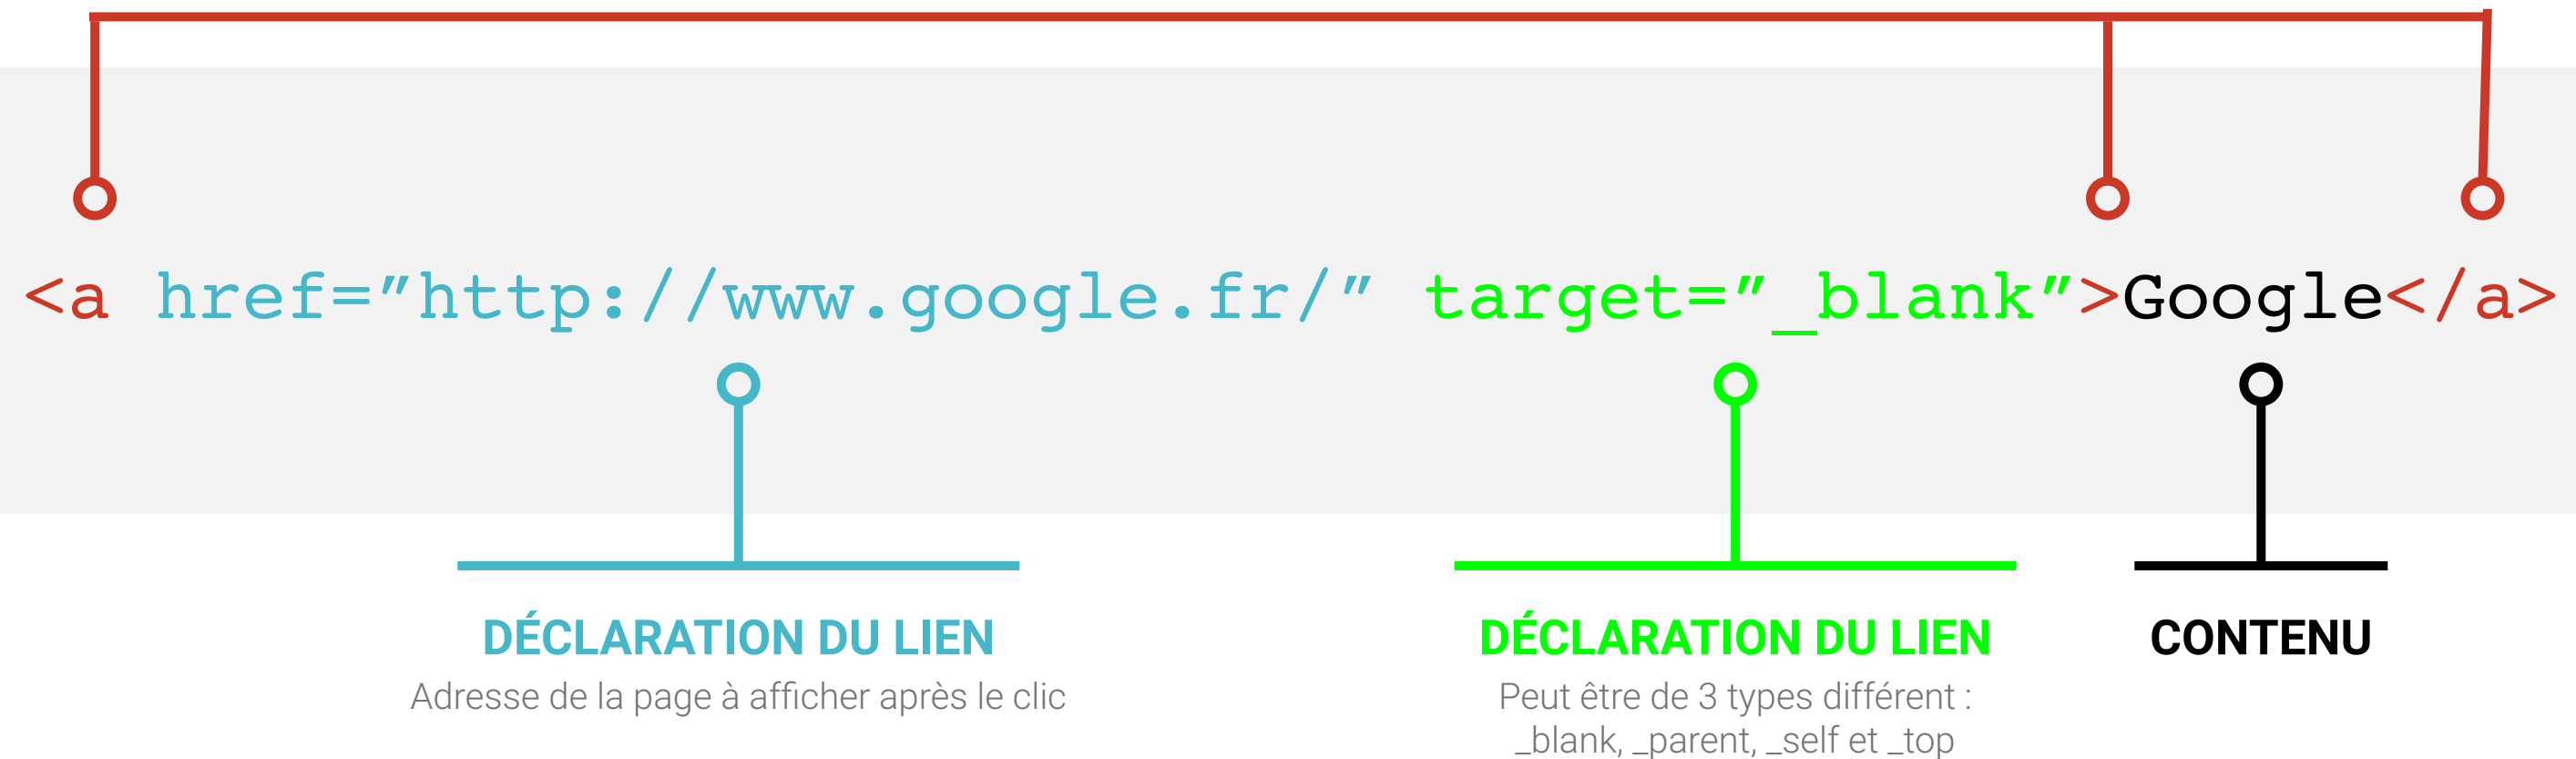 <a href="http://www.google.fr/" target="_blank">Google</a>
DÉCLARATION DU LIEN
Adresse de la page à afficher après le clic
DÉCLARATION DU LIEN
Peut être de 3 types différent :
_blank, _parent, _self et _top
CONTENU